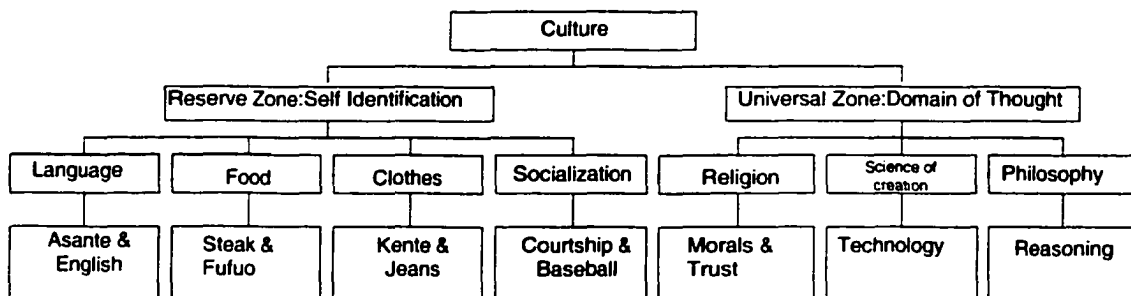 Culture
Reserve Zone:Self Identification
Universal Zone:Domain of Thought
Language
Food
Clothes
Socialization
Religion
Science of
creation
Philosophy
Asante &
English
Steak &
Fufuo
Kente &
Jeans
Courtship &
Baseball
Morals &
Trust
Technology
Reasoning